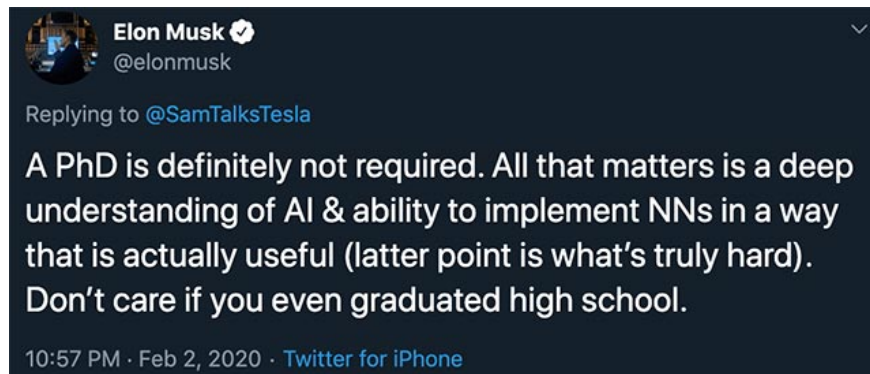 Elon Musk
@elonmusk
Replying to @SamTalksTesla
A PhD is definitely not required. All that matters is a deep
understanding of AI & ability to implement NNs in a way
that is actually useful (latter point is what’s truly hard).
Don’t care if you even graduated high school.
10:57 PM · Feb 2, 2020 · Twitter for iPhone